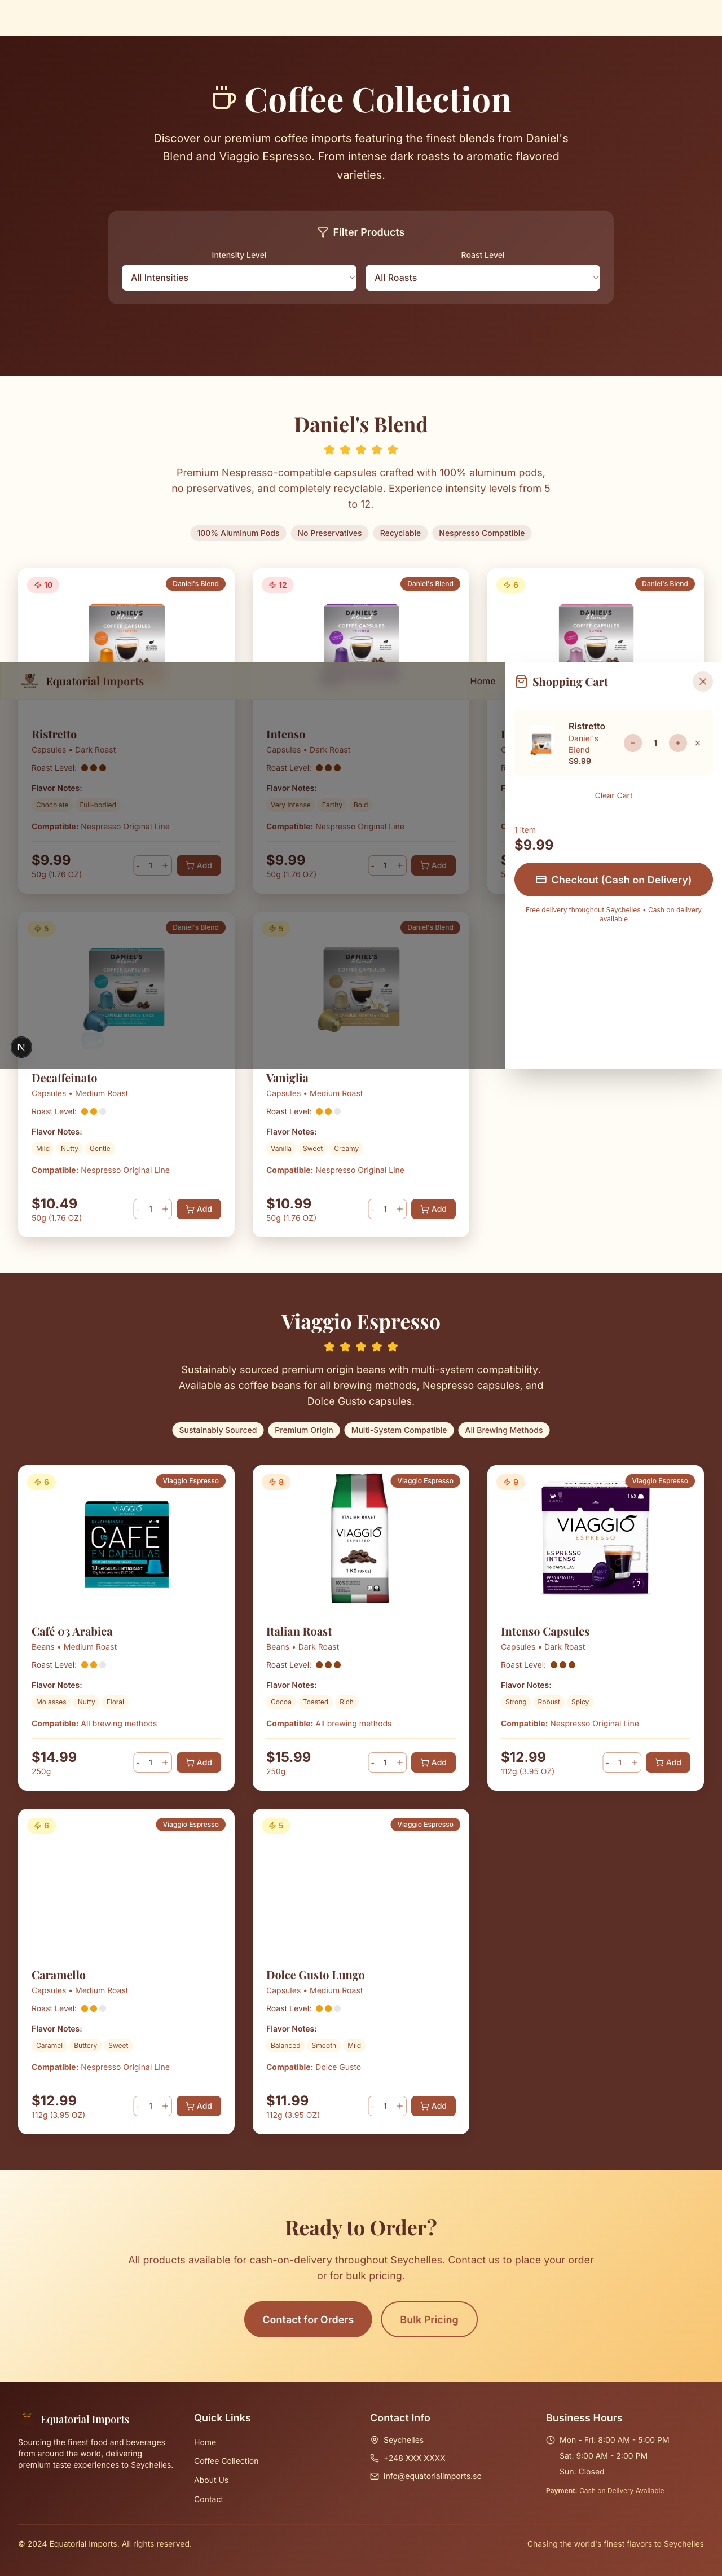 Coffee Collection
Discover our premium coffee imports featuring the finest blends from Daniel's
Blend and Viaggio Espresso. From intense dark roasts to aromatic flavored
varieties.
Filter Products
Intensity Level
All Intensities
Roast Level
All Roasts
Daniel's Blend
Premium Nespresso-compatible capsules crafted with 100% aluminum pods,
no preservatives, and completely recyclable. Experience intensity levels from 5
to 12.
100% Aluminum Pods
No Preservatives
Recyclable
Nespresso Compatible
10
Daniel's Blend
DANIEL'S
blend
COFFEE CAPSULES
12
Daniel's Blend
DANIEL'S
blend
COFFEE CAPSULES
INTENSO
6
Daniel's Blend
DANIEL'S
blend
COFFEE CAPSULES
Equatorial Imports
Home
Shopping Cart
Ristretto
Daniel's
Blend
$9.99
1
Clear Cart
1 item
$9.99
Checkout (Cash on Delivery)
Free delivery throughout Seychelles • Cash on delivery
available
Ristretto
Capsules • Dark Roast
Roast Level:
Flavor Notes:
Chocolate
Full-bodied
Compatible: Nespresso Original Line
$9.99
50g (1.76 OZ)
- 1 +
Add
Intenso
Capsules • Dark Roast
Roast Level:
Flavor Notes:
Very intense
Earthy
Bold
Compatible: Nespresso Original Line
$9.99
50g (1.76 OZ)
- 1 +
Add
5
Daniel's Blend
DANIEL'S
blend
COFFEE CAPSULES
Decaffeinato
Capsules • Medium Roast
Roast Level:
Flavor Notes:
Mild
Nutty
Gentle
Compatible: Nespresso Original Line
$10.49
50g (1.76 OZ)
- 1 +
Add
5
Daniel's Blend
DANIEL'S
blend
COFFEE CAPSULES
Vaniglia
Capsules • Medium Roast
Roast Level:
Flavor Notes:
Vanilla
Sweet
Creamy
Compatible: Nespresso Original Line
$10.99
50g (1.76 OZ)
- 1 +
Add
Viaggio Espresso
Sustainably sourced premium origin beans with multi-system compatibility.
Available as coffee beans for all brewing methods, Nespresso capsules, and
Dolce Gusto capsules.
Sustainably Sourced
Premium Origin
Multi-System Compatible
All Brewing Methods
6
Viaggio Espresso
VIAGGIO
CAFÉ
EN CAPSULAS
Café 03 Arabica
Beans • Medium Roast
Roast Level:
Flavor Notes:
Molasses
Nutty
Floral
Compatible: All brewing methods
$14.99
250g
- 1 +
Add
8
Viaggio Espresso
ITALIAN ROAST
VIAGGIO
ESPRESSO
1 KG
Italian Roast
Beans • Dark Roast
Roast Level:
Flavor Notes:
Cocoa
Toasted
Rich
Compatible: All brewing methods
$15.99
250g
- 1 +
Add
9
Viaggio Espresso
VIAGGIO
ESPRESSO
ESPRESSO
INTENSO
16 CÁPSULAS
7
Intenso Capsules
Capsules • Dark Roast
Roast Level:
Flavor Notes:
Strong
Robust
Spicy
Compatible: Nespresso Original Line
$12.99
112g (3.95 OZ)
- 1 +
Add
6
Viaggio Espresso
Caramello
Capsules • Medium Roast
Roast Level:
Flavor Notes:
Caramel
Buttery
Sweet
Compatible: Nespresso Original Line
$12.99
112g (3.95 OZ)
- 1 +
Add
5
Viaggio Espresso
Dolce Gusto Lungo
Capsules • Medium Roast
Roast Level:
Flavor Notes:
Balanced
Smooth
Mild
Compatible: Dolce Gusto
$11.99
112g (3.95 OZ)
- 1 +
Add
Ready to Order?
All products available for cash-on-delivery throughout Seychelles. Contact us to place your order
or for bulk pricing.
Contact for Orders
Bulk Pricing
Equatorial Imports
Sourcing the finest food and beverages
from around the world, delivering
premium taste experiences to Seychelles.
Quick Links
Home
Coffee Collection
About Us
Contact
Contact Info
Seychelles
+248 XXX XXXX
info@equatorialimports.sc
Business Hours
Mon - Fri: 8:00 AM - 5:00 PM
Sat: 9:00 AM - 2:00 PM
Sun: Closed
Payment: Cash on Delivery Available
© 2024 Equatorial Imports. All rights reserved.
Chasing the world's finest flavors to Seychelles